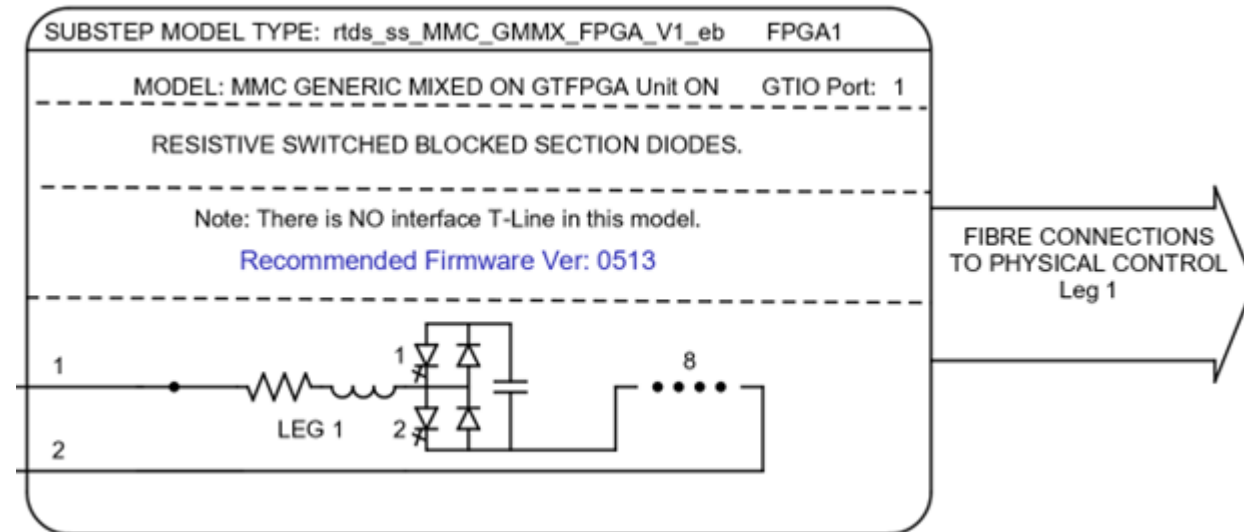 SUBSTEP MODEL TYPE: rtds_ss_MMC_GMMX_FPGA_V1_eb FPGA1
MODEL: MMC GENERIC MIXED ON GTFPGA Unit ON GTIO Port: 1
RESISTIVE SWITCHED BLOCKED SECTION DIODES.
Note: There is NO interface T-Line in this model.
Recommended Firmware Ver: 0513
FIBRE CONNECTIONS
TO PHYSICAL CONTROL
Leg 1
1
1
8
LEG 1
2
2